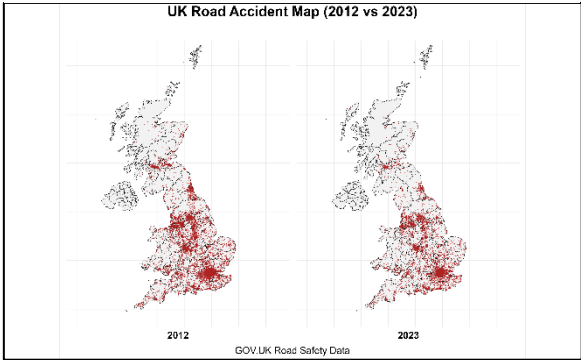 UK Road Accident Map (2012 vs 2023)
2012
2023
GOV.UK Road Safety Data